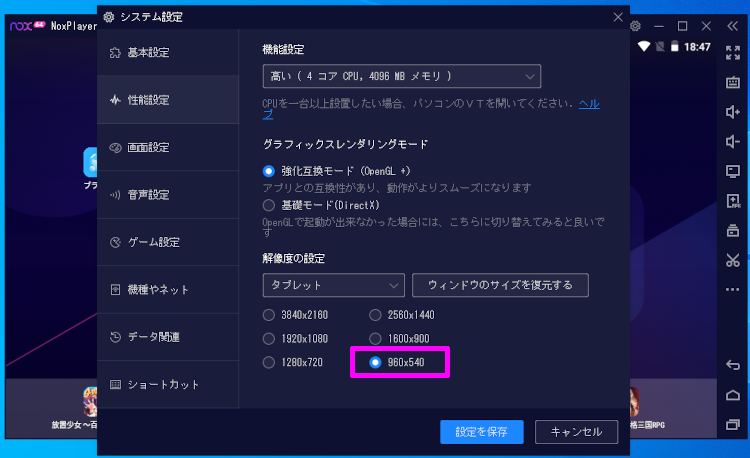 nox 64 NoxPlayer
システム設定
18:47
基本設定
性能設定
画面設定
音声設定
ゲーム設定
機種やネット
データ関連
ショートカット
機能設定
高い ( 4 コア CPU, 4096 MB メモリ )
CPUを一台以上設置したい場合、パソコンのＶＴを開いてください. ヘル
プ
グラフィックスレンダリングモード
強化互換モード (OpenGL +)
アプリとの互換性があり、動作がよりスムーズになります
基礎モード(DirectX)
OpenGLで起動が出来なかった場合には、こちらに切り替えてみると良いで
す
解像度の設定
タブレット
ウィンドウのサイズを復元する
3840x2160
2560x1440
1920x1080
1600x900
1280x720
960x540
設定を保存
キャンセル
ブラ
放置少女 ～百
格三国RPG